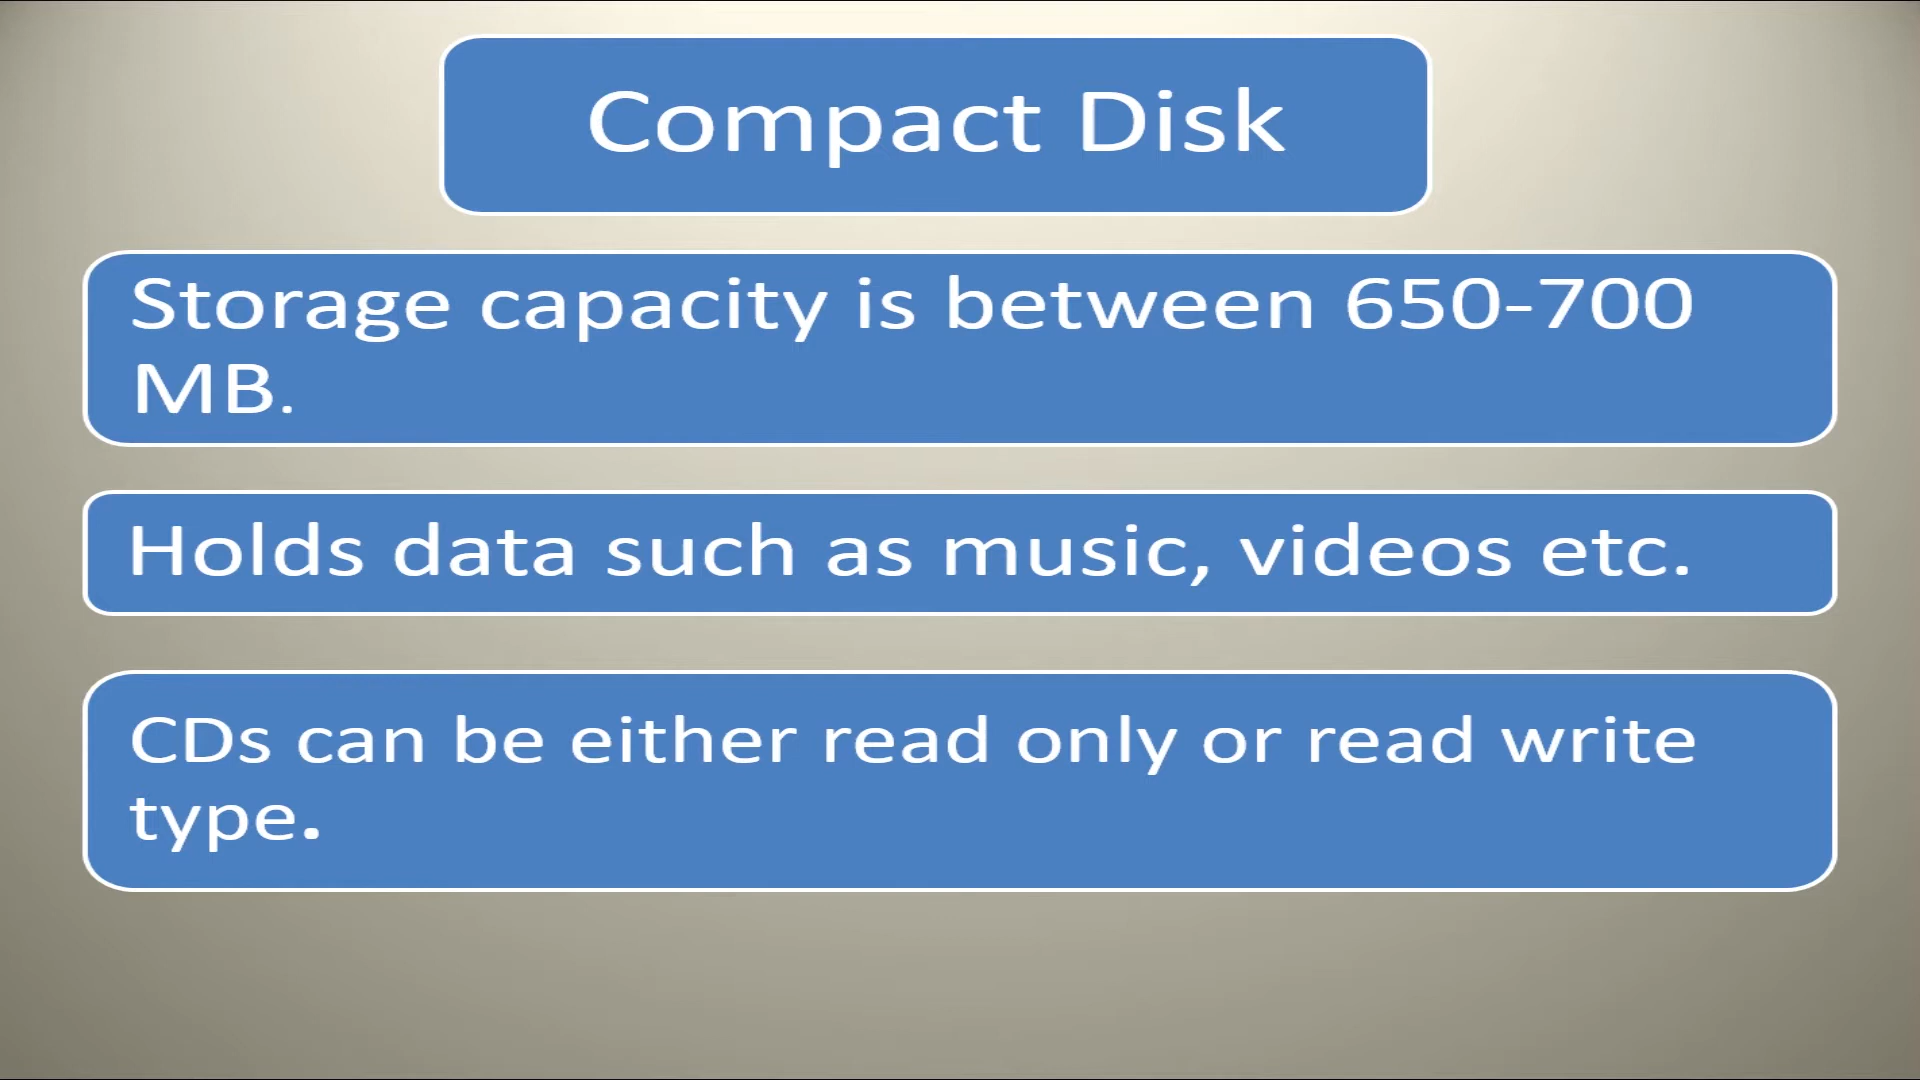 Compact Disk
Storage capacity is between 650-700
MB.
Holds data such as music, videos etc.
CDs can be either read only or read write
type.